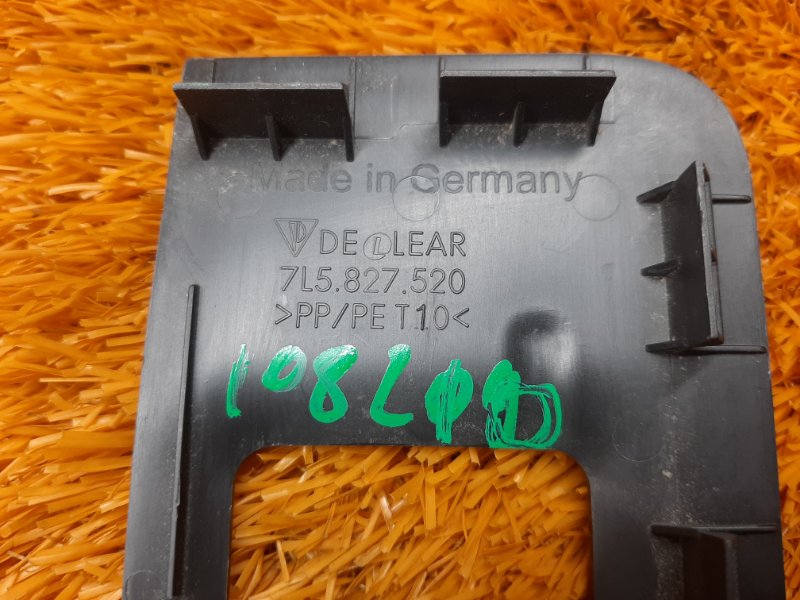 Made in Germany
DE L LEAR
7L5.827.520
>PP/PE T10<